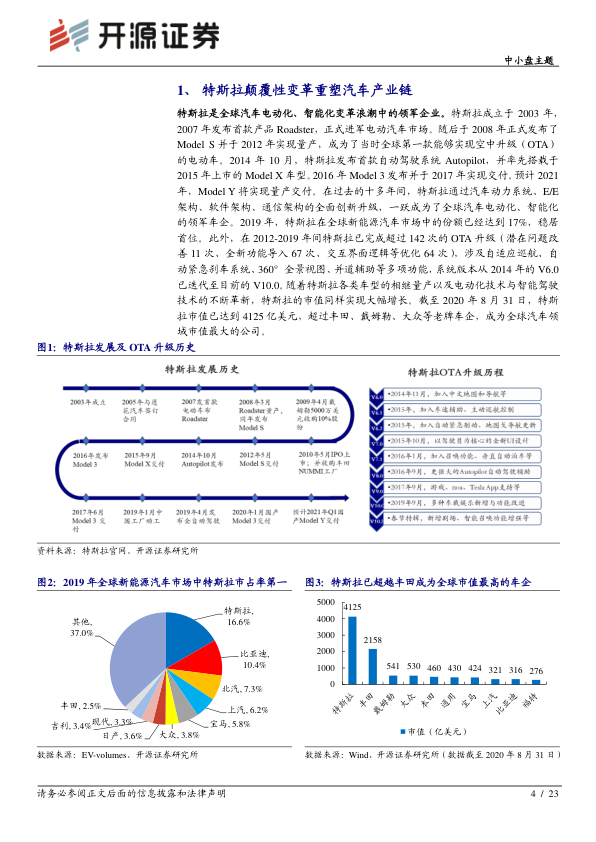 开源证券
中小盘主题
1、 特斯拉颠覆性变革重塑汽车产业链
特斯拉是全球汽车电动化、智能化变革浪潮中的领军企业。特斯拉成立于 2003 年，
2007 年发布首款产品 Roadster，正式进军电动汽车市场。随后于 2008 年正式发布了
Model S 并于 2012 年实现量产，成为了当时全球第一款能够实现空中升级（OTA）
的电动车。2014 年 10 月，特斯拉发布首款自动驾驶系统 Autopilot，并率先搭载于
2015 年上市的 Model X 车型。2016 年 Model 3 发布并于 2017 年实现交付。预计 2021
年，Model Y 将实现量产交付。在过去的十多年间，特斯拉通过汽车动力系统、E/E
架构、软件架构、通信架构的全面创新升级，一跃成为了全球汽车电动化、智能化
的领军车企。2019 年，特斯拉在全球新能源汽车市场中的份额已经达到 17%，稳居
首位。此外，在 2012-2019 年间特斯拉已完成超过 142 次的 OTA 升级（潜在问题改
善 11 次、全新功能导入 67 次、交互界面逻辑等优化 64 次），涉及自适应巡航、自
动紧急刹车系统、360°全景视图、并道辅助等多项功能，系统版本从 2014 年的 V6.0
已迭代至目前的 V10.0。随着特斯拉各类车型的相继量产以及电动化技术与智能驾驶
技术的不断革新，特斯拉的市值同样实现大幅增长。截至 2020 年 8 月 31 日，特斯
拉市值已达到 4125 亿美元，超过丰田、戴姆勒、大众等老牌车企，成为全球汽车领
域市值最大的公司。
图1：特斯拉发展及 OTA 升级历史
特斯拉发展历史
2003年成立
2005年与莲
花汽车签订
合同
2007发首款
电动车布
Roadster
2008年3月
Roadster量产，
同年发布
Model S
2009年4月戴
姆勒5000万美
元收购10%股
份
2016年发布
Model 3
2015年9月
Model X交付
2014年10月
Autopilot发布
2012年5月
Model S交付
2010年5月IPO上
市；并收购丰田
NUMMI工厂
2017年6月
Model 3 交
付
2019年1月中
国工厂动工
2019年4月发
布全自动驾驶
2020年1月国产
Model 3交付
预计2021年Q1国
产Model Y交付
特斯拉OTA升级历程
V6.0 •2014年11月，加入中文地图和导航等
V6.1 •2015年，加入车速辅助、主动巡航控制
V6.2 •2015年，加入自动紧急制动、地图及导航更新
V7.0 •2015年10月，以驾驶员为核心的全新UI设计
V7.1 •2016年1月，加入召唤功能、垂直自动泊车等
V8.0 •2016年9月，更强大的Autopilot自动驾驶辅助
•2017年9月，游戏、non、Tesla App支持等
•2019年9月，多种车载娱乐新增与功能改进
•春节特辑，新增剧场、智能召唤功能增强等
资料来源：特斯拉官网、开源证券研究所
图2：2019 年全球新能源汽车市场中特斯拉市占率第一
特斯拉,
16.6%
比亚迪,
10.4%
北汽, 7.3%
上汽, 6.2%
宝马, 5.8%
大众, 3.8%
日产, 3.6%
现代, 3.3%
吉利, 3.4%
丰田, 2.5%
其他,
37.0%
数据来源：EV-volumes、开源证券研究所
图3：特斯拉已超越丰田成为全球市值最高的车企
5000
4000
3000
2000
1000
0
4125
2158
541 530 460 430 424 321 316 276
特斯拉 丰田 戴姆勒 大众 本田 通用 宝马 上汽 比亚迪 福特
市值（亿美元）
数据来源：Wind、开源证券研究所（数据截至 2020 年 8 月 31 日）
请务必参阅正文后面的信息披露和法律声明
4 / 23